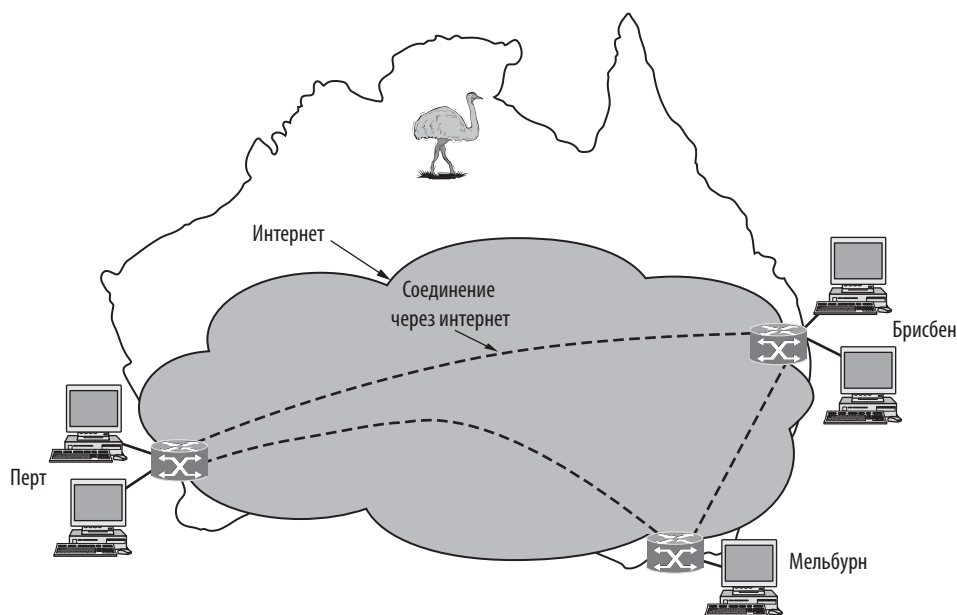 Интернет
Соединение
через интернет
Брисбен
Перт
Мельбурн